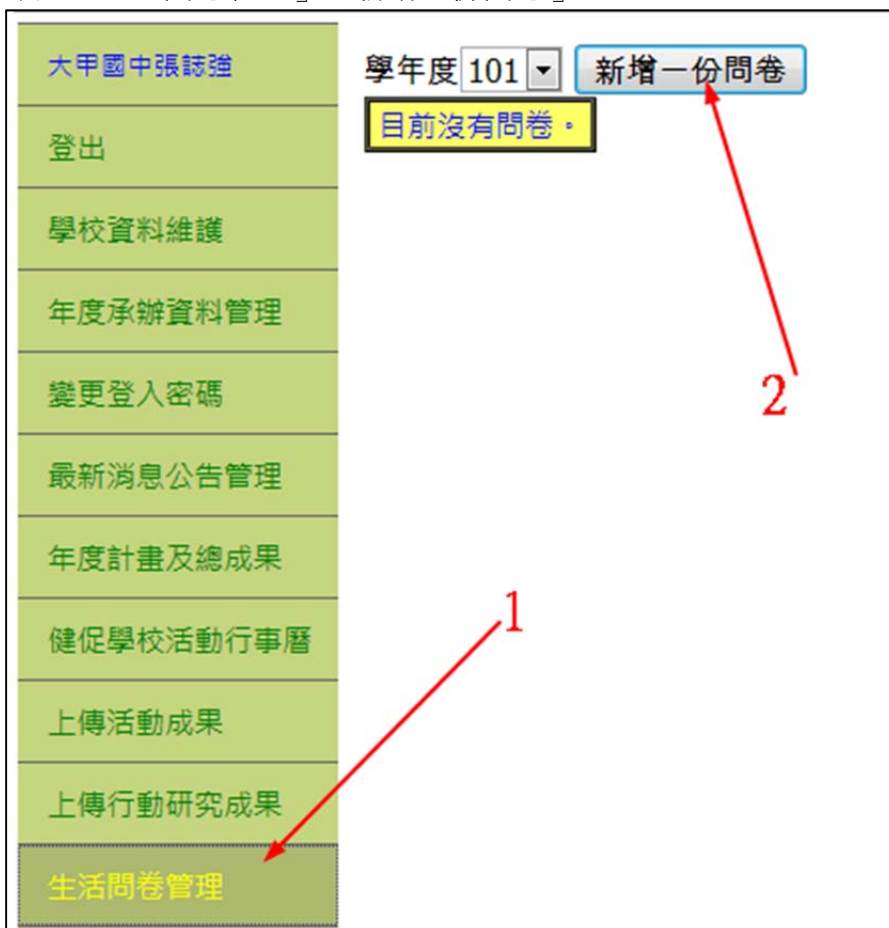 大甲國中張誌強
登出
學校資料維護
年度承辦資料管理
變更登入密碼
最新消息公告管理
年度計畫及總成果
健促學校活動行事曆
上傳活動成果
上傳行動研究成果
生活問卷管理
學年度 101 新增一份問卷
目前沒有問卷。
2
1